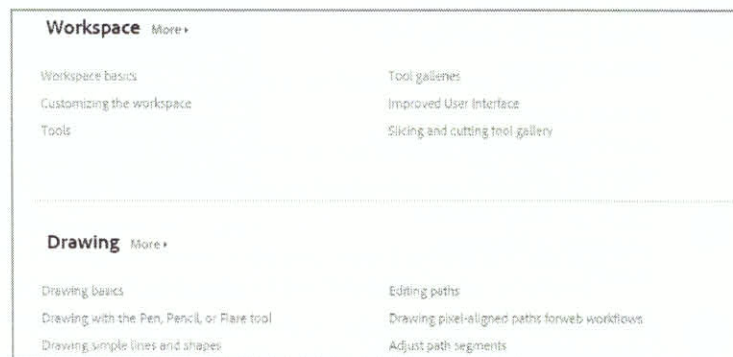 Workspace More ▸
Workspace basics
Customizing the workspace
Tools
Tool galleries
Improved User Interface
Slicing and cutting tool gallery
Drawing More ▸
Drawing basics
Drawing with the Pen, Pencil, or Flare tool
Drawing simple lines and shapes
Editing paths
Drawing pixel-aligned paths forweb workflows
Adjust path segments